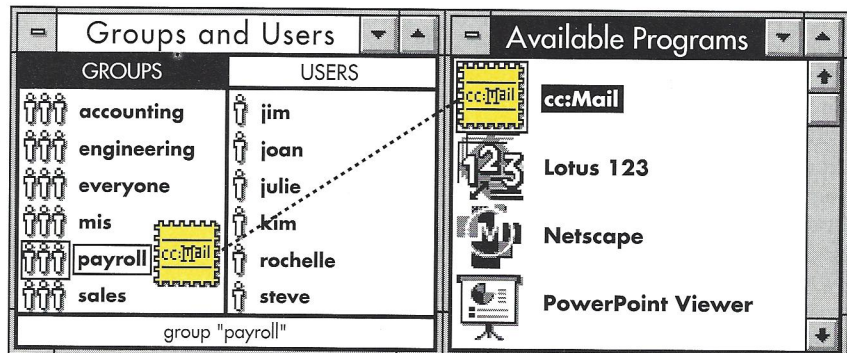 Groups and Users
GROUPS
USERS
accounting
engineering
everyone
mis
payroll
sales
cc:Mail
jim
joan
julie
kim
rochelle
steve
group "payroll"
Available Programs
cc:Mail
cc:Mail
123
Lotus 123
M
Netscape
PowerPoint Viewer